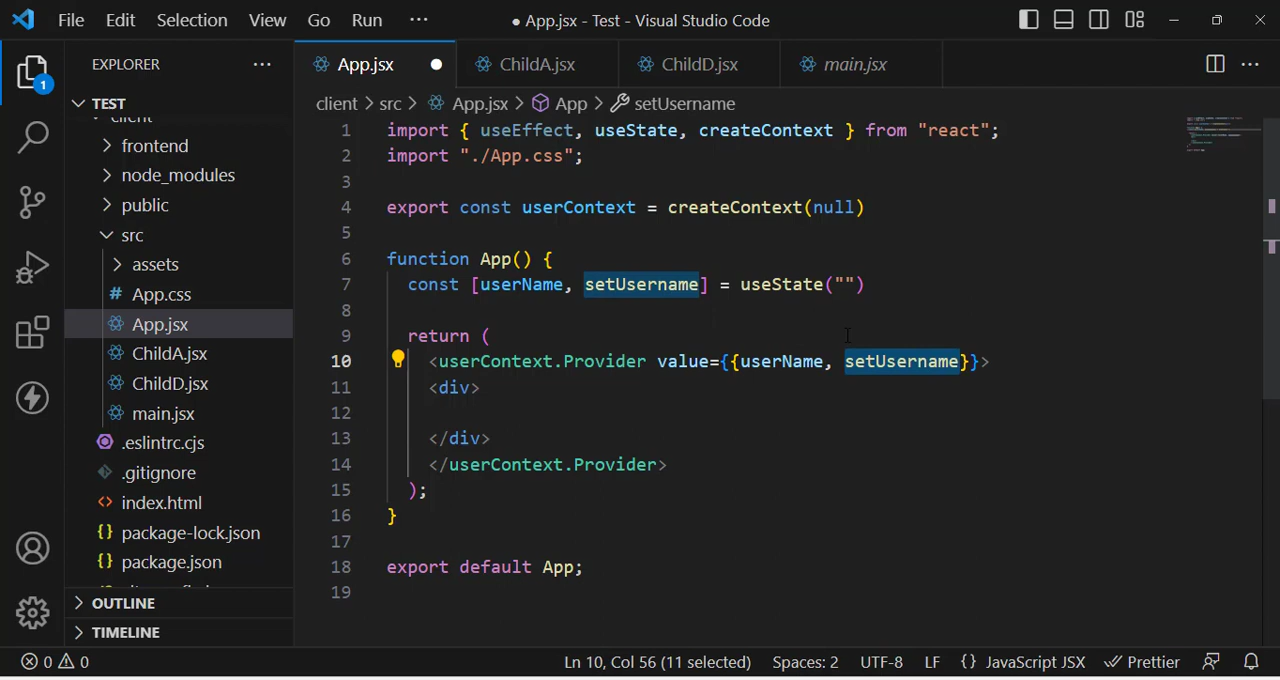 File Edit Selection View Go Run ··· ● App.jsx - Test - Visual Studio Code
EXPLORER ···
App.jsx ● ChildA.jsx ChildD.jsx main.jsx ···
TEST
client
frontend
node_modules
public
src
assets
# App.css
App.jsx
ChildA.jsx
ChildD.jsx
main.jsx
.eslintrc.cjs
.gitignore
<> index.html
{} package-lock.json
{} package.json
OUTLINE
TIMELINE
1
client > src > App.jsx > App > setUsername
1 import { useEffect, useState, createContext } from "react";
2 import "./App.css";
3
4 export const userContext = createContext(null)
5
6 function App() {
7 const [userName, setUsername] = useState("")
8
9 return (
10 <userContext.Provider value={{userName, setUsername}}>
11 <div>
12
13 </div>
14 </userContext.Provider>
15 );
16 }
17
18 export default App;
19
0 0 Ln 10, Col 56 (11 selected) Spaces: 2 UTF-8 LF {} JavaScript JSX Prettier